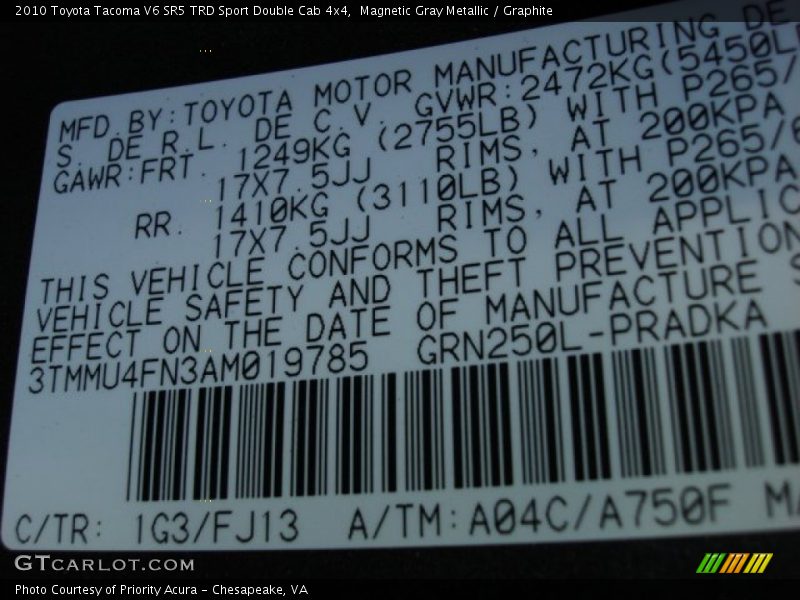 2010 Toyota Tacoma V6 SR5 TRD Sport Double Cab 4x4,  Magnetic Gray Metallic / Graphite
MFD.BY:TOYOTA MOTOR MANUFACTURING DE
S. DE R.L. DE C.V. GVWR:2472KG(5450L
GAWR:FRT. 1249KG (2755LB) WITH P265/
17X7.5JJ RIMS, AT 200KPA
RR. 1410KG (3110LB) WITH P265/6
17X7.5JJ RIMS, AT 200KPA
THIS VEHICLE CONFORMS TO ALL APPLIC
VEHICLE SAFETY AND THEFT PREVENTION
EFFECT ON THE DATE OF MANUFACTURE S
3TMMU4FN3AM019785 GRN250L-PRADKA
C/TR: 1G3/FJ13 A/TM:A04C/A750F M
GTCARLOT.COM
Photo Courtesy of Priority Acura – Chesapeake, VA